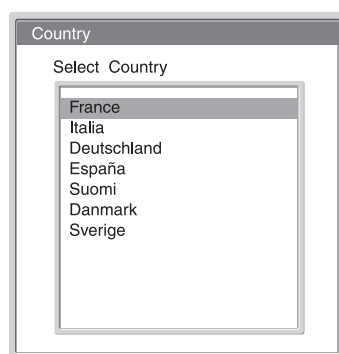 Country
Select Country
France
Italia
Deutschland
España
Suomi
Danmark
Sverige